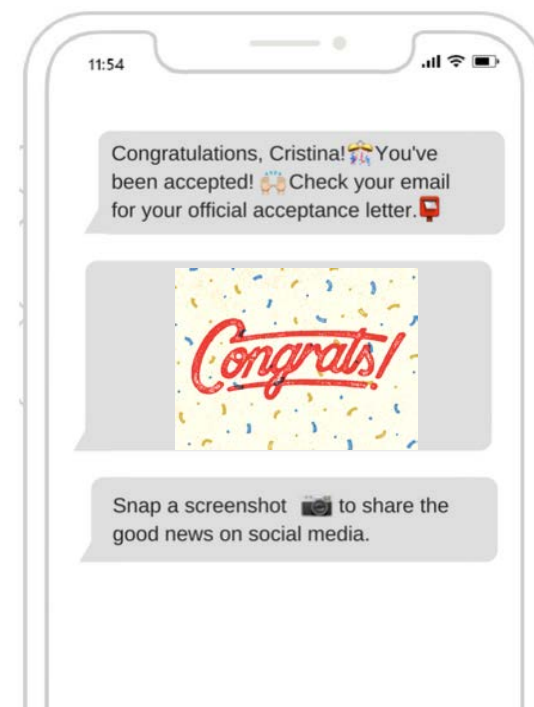 11:54
Congratulations, Cristina!🎊You've
been accepted! 🙌🏼Check your email
for your official acceptance letter.📮
Congrats!
Snap a screenshot 📷 to share the
good news on social media.